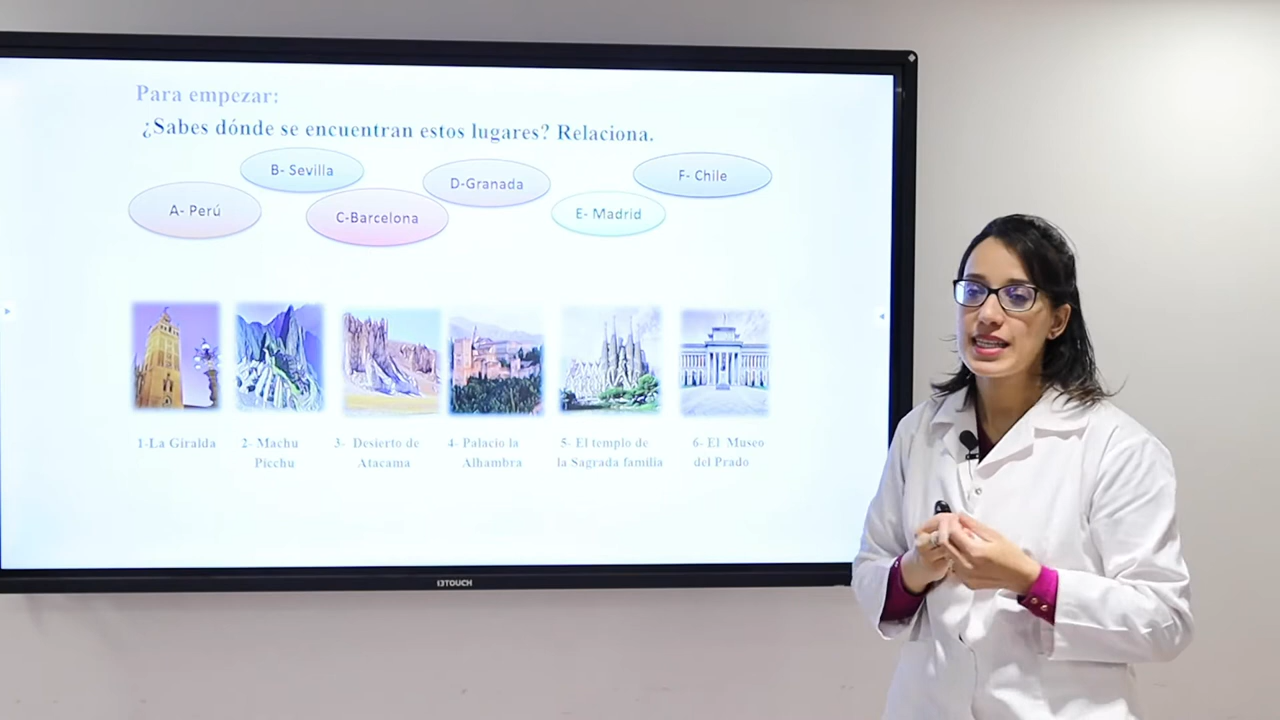 Para empezar:
¿Sabes dónde se encuentran estos lugares? Relaciona.
A- Perú
B- Sevilla
C-Barcelona
D-Granada
E- Madrid
F- Chile
1-La Giralda
2- Machu
Picchu
3- Desierto de
Atacama
4- Palacio la
Alhambra
5- El templo de
la Sagrada familia
6- El Museo
del Prado
i3TOUCH